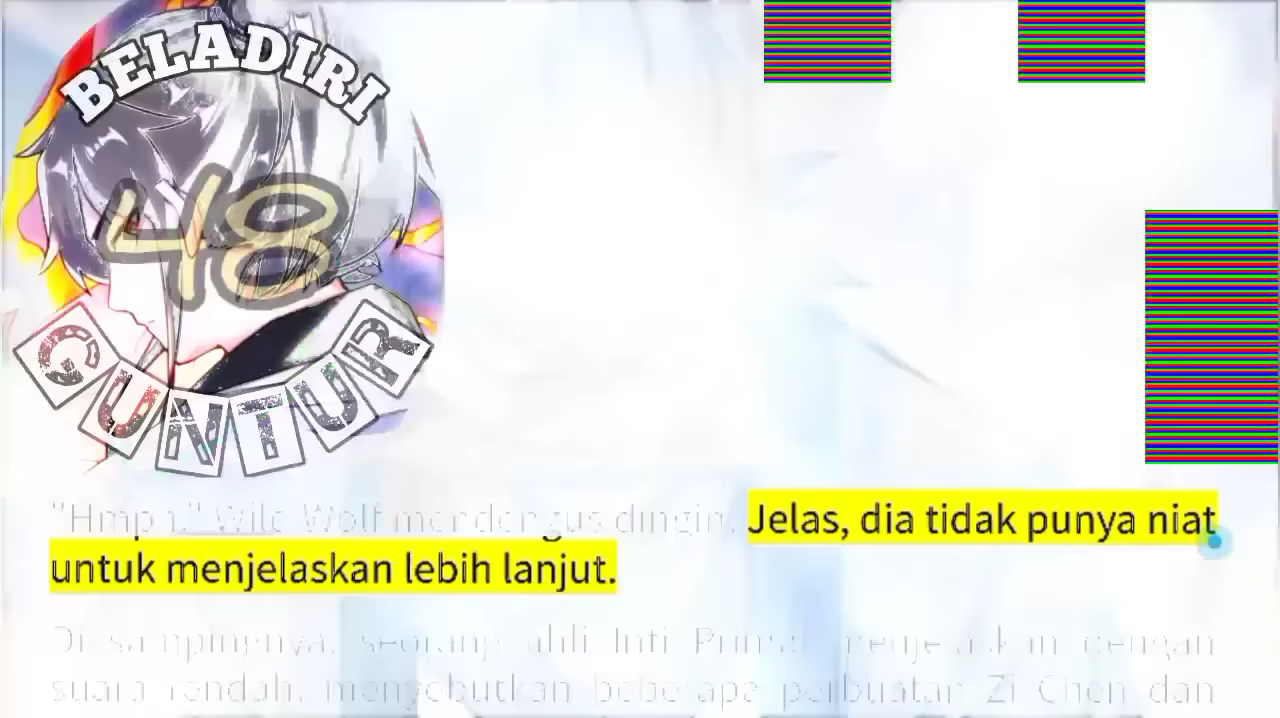 BELADIRI
48
GUNTUR
"Hmph." Wild Wolf mendengus dingin. Jelas, dia tidak punya niat
untuk menjelaskan lebih lanjut.
Di sampingnya, seorang ahli Inti Primal menjelaskan dengan
suara rendah, menyebutkan beberapa perbuatan Zi Chen dan